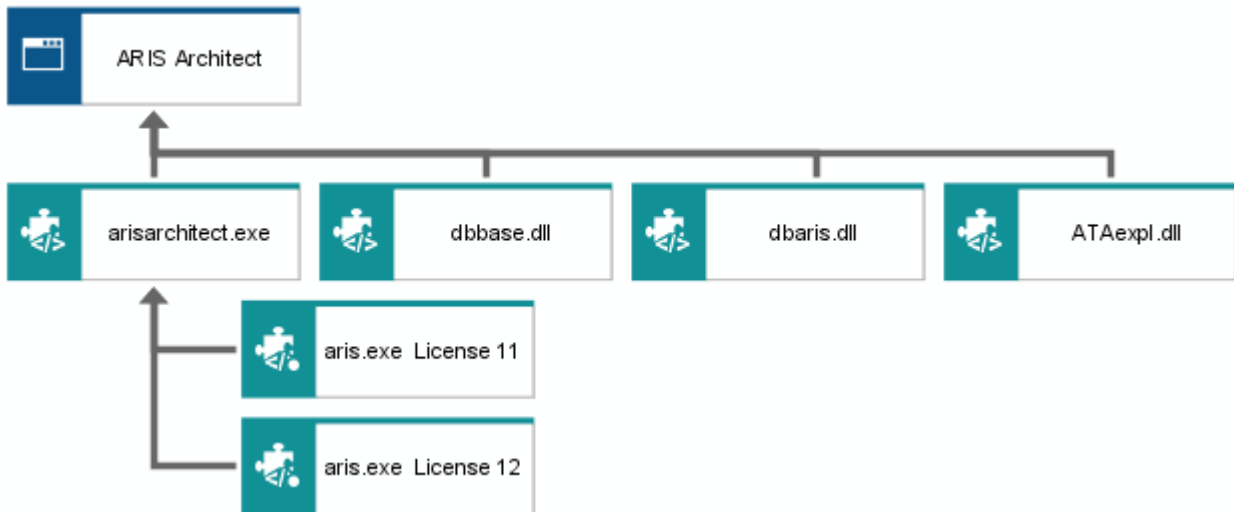 ARIS Architect
arisarchitect.exe
dbbase.dll
dbaris.dll
ATAexpl.dll
aris.exe License 11
aris.exe License 12